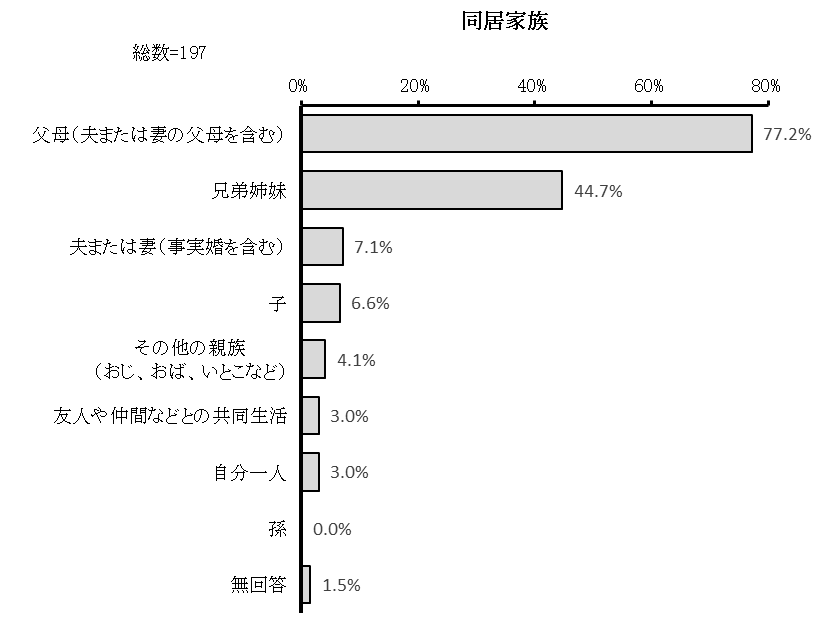 同居家族
総数=197
0% 20% 40% 60% 80%
父母(夫または妻の父母を含む) 77.2%
兄弟姉妹 44.7%
夫または妻(事実婚を含む) 7.1%
子 6.6%
その他の親族
(おじ、おば、いとこなど) 4.1%
友人や仲間などとの共同生活 3.0%
自分一人 3.0%
孫 0.0%
無回答 1.5%